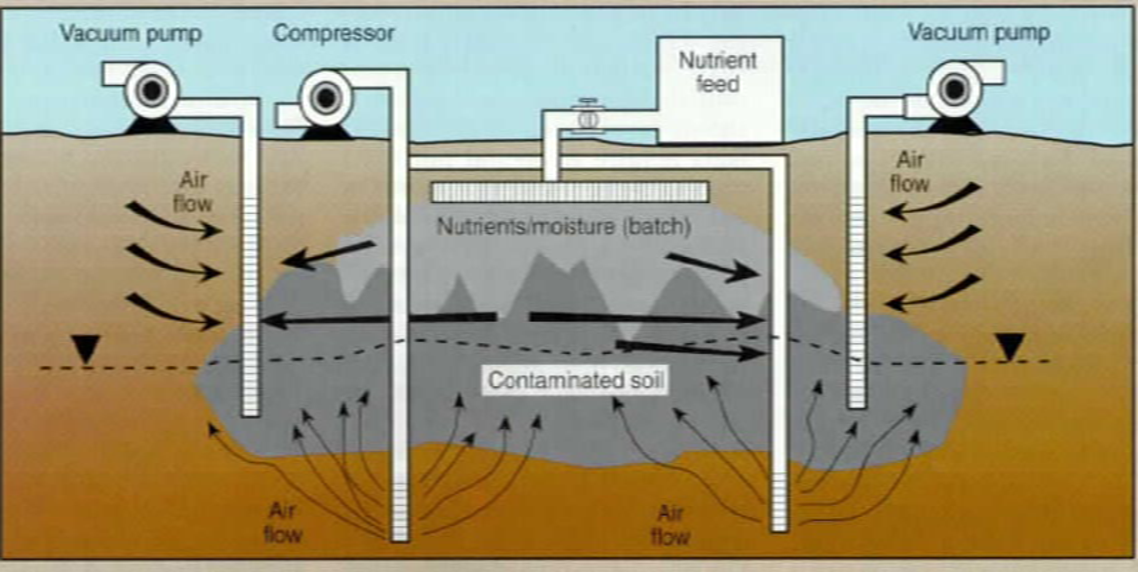 Vacuum pump
Compressor
Vacuum pump
Nutrient
feed
Air
flow
Air
flow
Nutrients/moisture (batch)
Contaminated soil
Air
flow
Air
flow